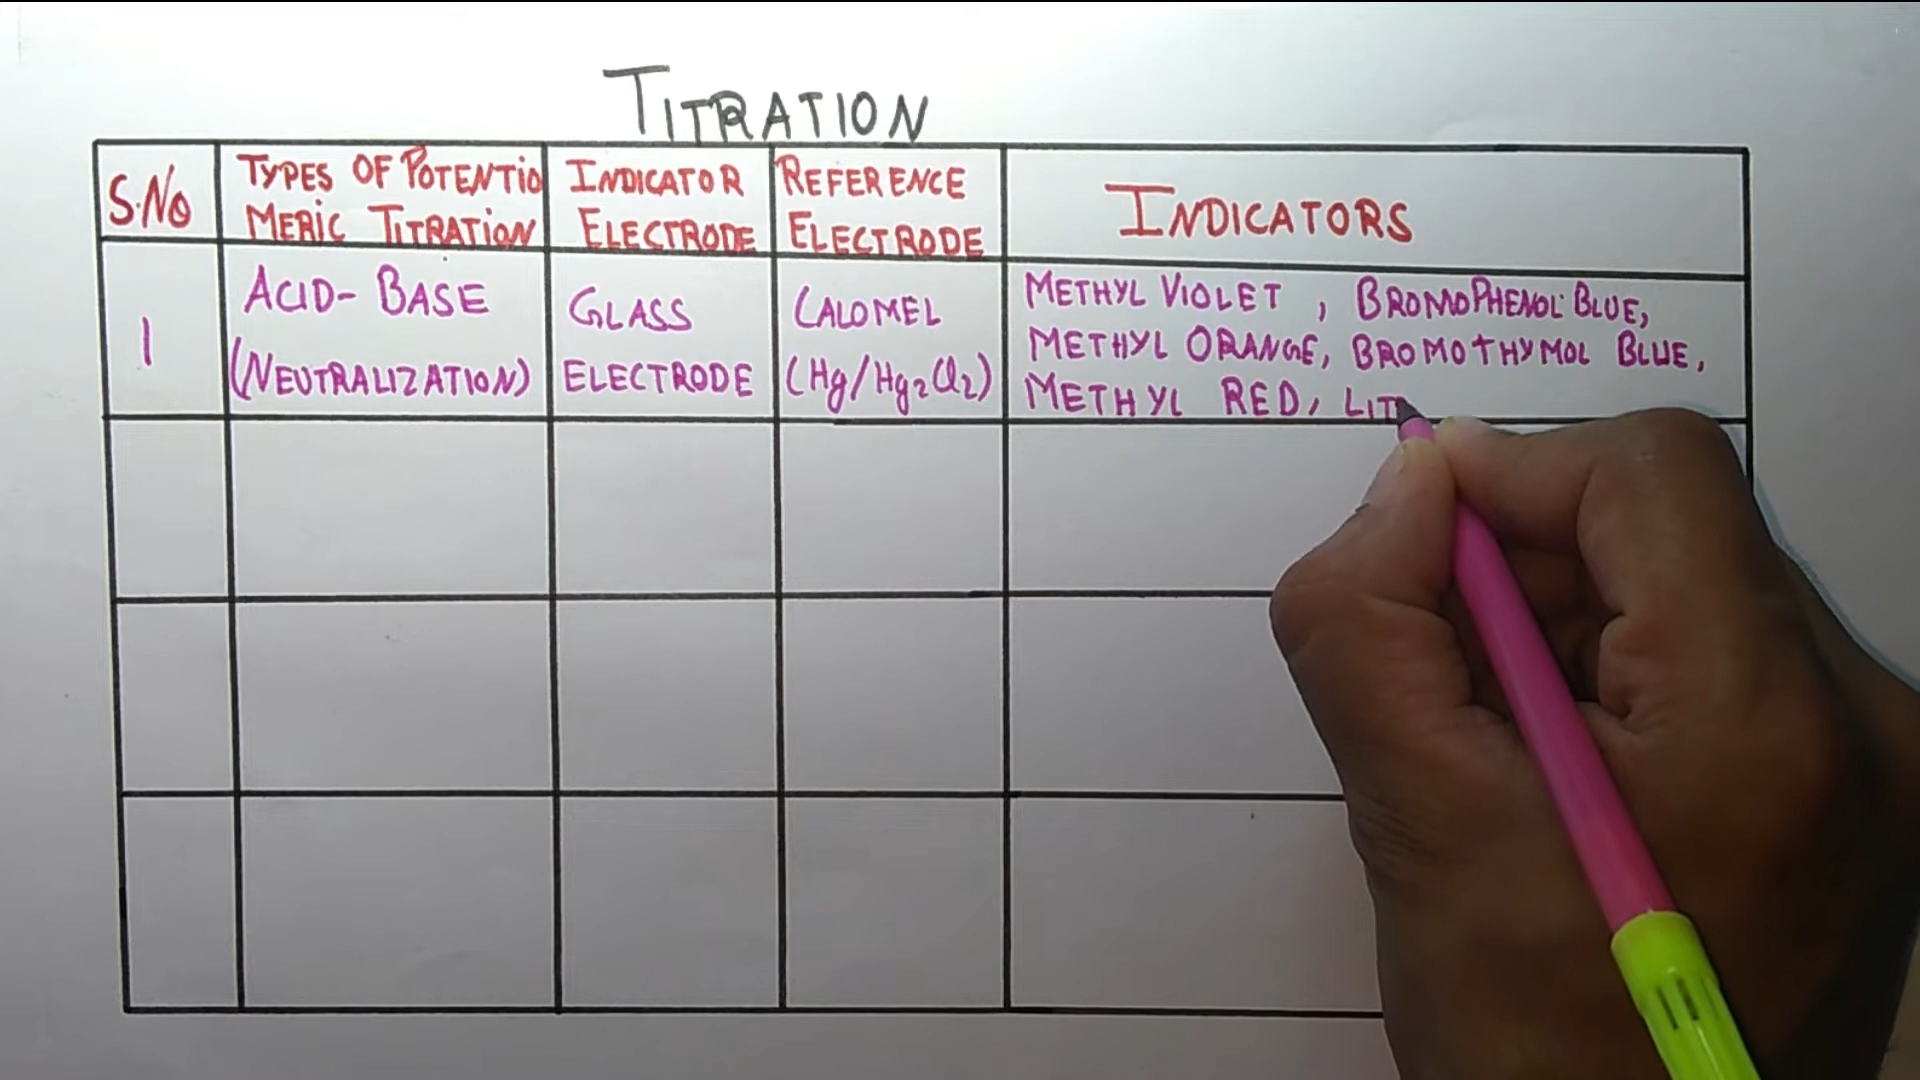 TITRATION
S.NO
TYPES OF POTENTIO
MERIC TITRATION
INDICATOR
ELECTRODE
REFERENCE
ELECTRODE
INDICATORS
1
ACID-BASE
(NEUTRALIZATION)
GLASS
ELECTRODE
CALOMEL
(Hg/Hg₂Cl₂)
METHYL VIOLET , BROMOPHENOL BLUE,
METHYL ORANGE, BROMOTHYMOL BLUE,
METHYL RED, LIT